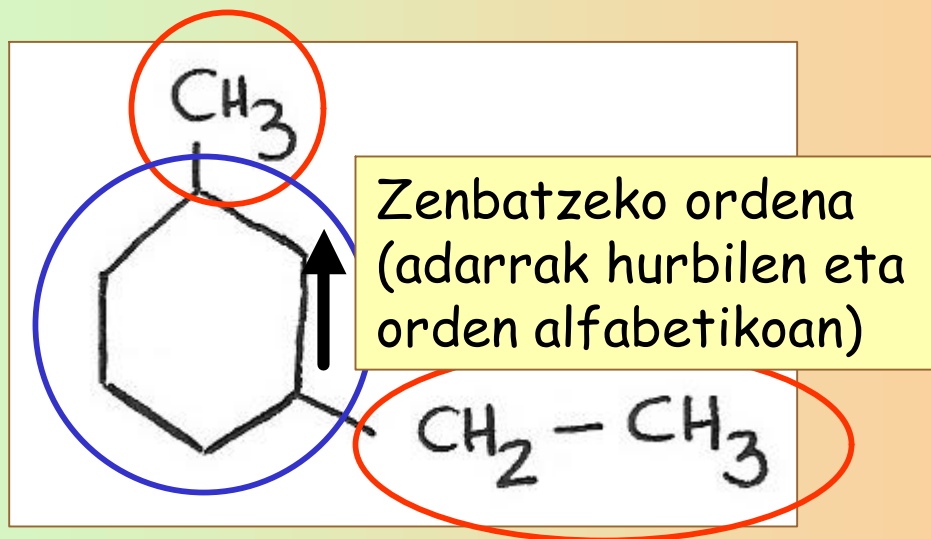 CH3
Zenbatzeko ordena
(adarrak hurbilen eta
orden alfabetikoan)
CH2 - CH3